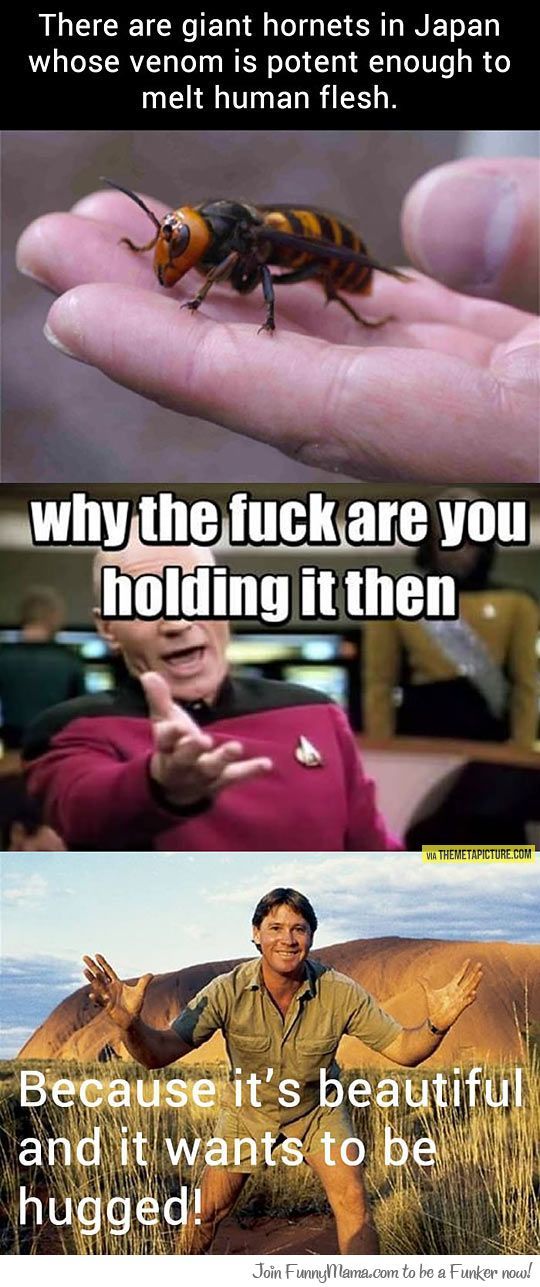 There are giant hornets in Japan
whose venom is potent enough to
melt human flesh.
why the fuck are you
holding it then
VIA THEMETAPICTURE.COM
Because it's beautiful
and it wants to be
hugged!
Join FunnyMama.com to be a Funker now!